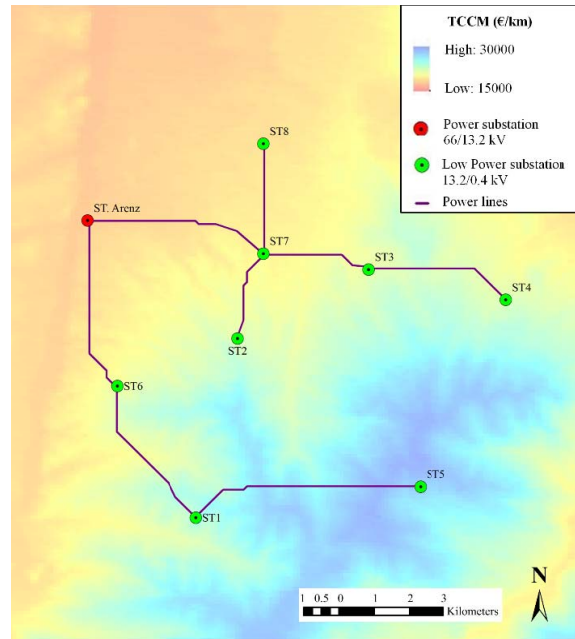 TCCM (€/km)
High: 30000
Low: 15000
Power substation
66/13.2 kV
Low Power substation
13.2/0.4 kV
Power lines
ST8
ST. Arenz
ST7
ST3
ST4
ST2
ST6
ST5
ST1
N
1 0.5 0 1 2 3
Kilometers